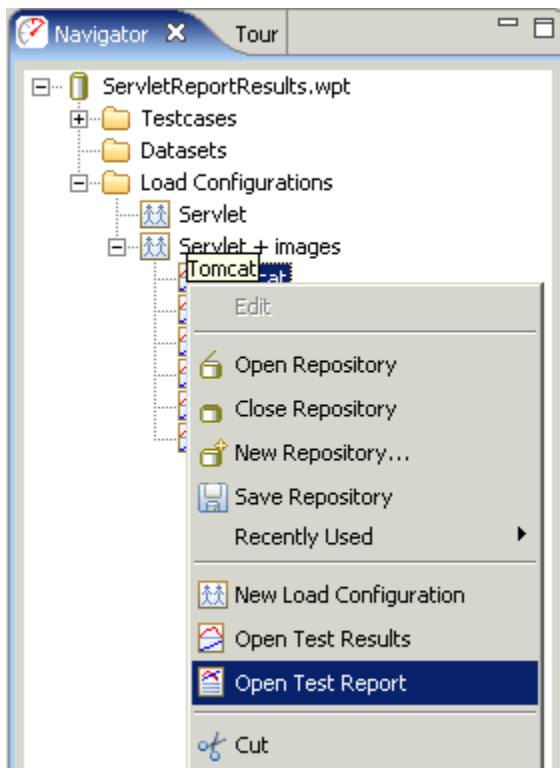 Navigator Tour
ServletReportResults.wpt
Testcases
Datasets
Load Configurations
Servlet
Servlet + images
Tomcat
Edit
Open Repository
Close Repository
New Repository...
Save Repository
Recently Used
New Load Configuration
Open Test Results
Open Test Report
Cut